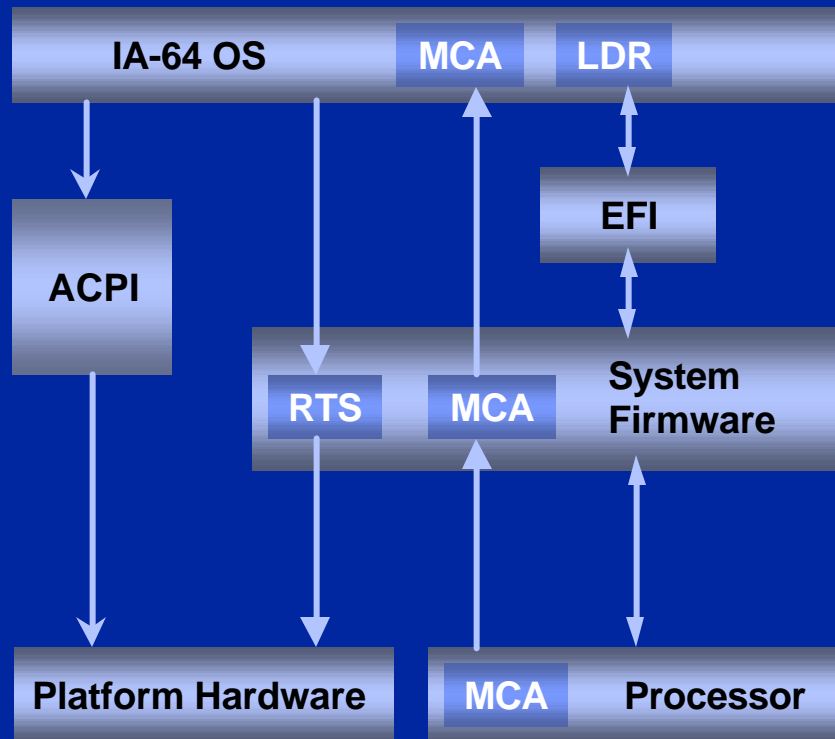 IA-64 OS MCA LDR
EFI
ACPI
System
Firmware
RTS MCA
Platform Hardware MCA Processor